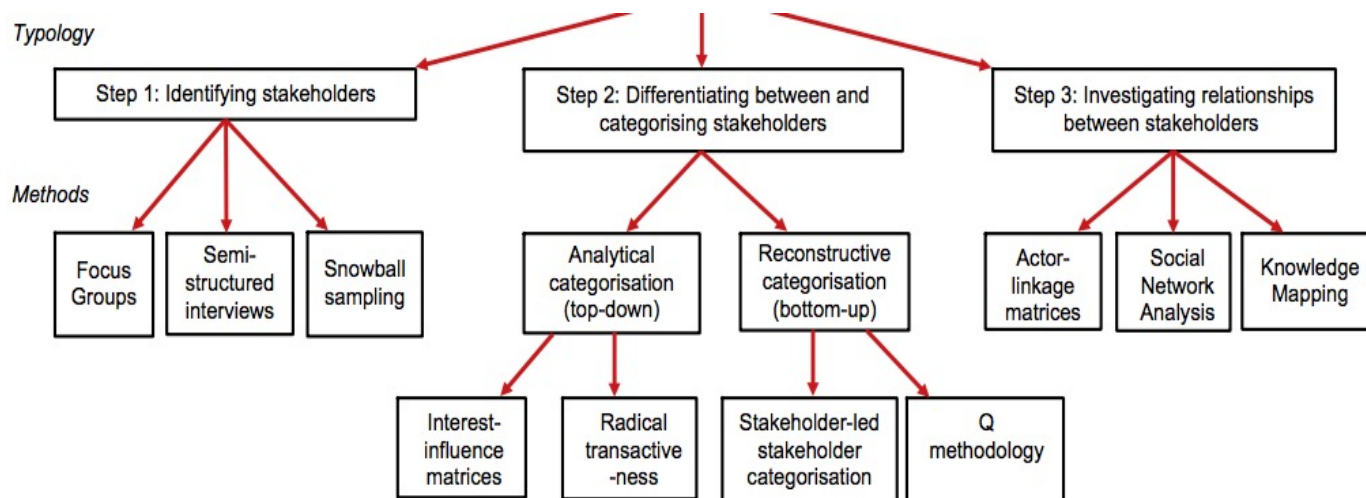 Typology
Step 1: Identifying stakeholders
Step 2: Differentiating between and
categorising stakeholders
Step 3: Investigating relationships
between stakeholders
Methods
Focus
Groups
Semi-
structured
interviews
Snowball
sampling
Analytical
categorisation
(top-down)
Reconstructive
categorisation
(bottom-up)
Actor-
linkage
matrices
Social
Network
Analysis
Knowledge
Mapping
Interest-
influence
matrices
Radical
transactive
-ness
Stakeholder-led
stakeholder
categorisation
Q
methodology